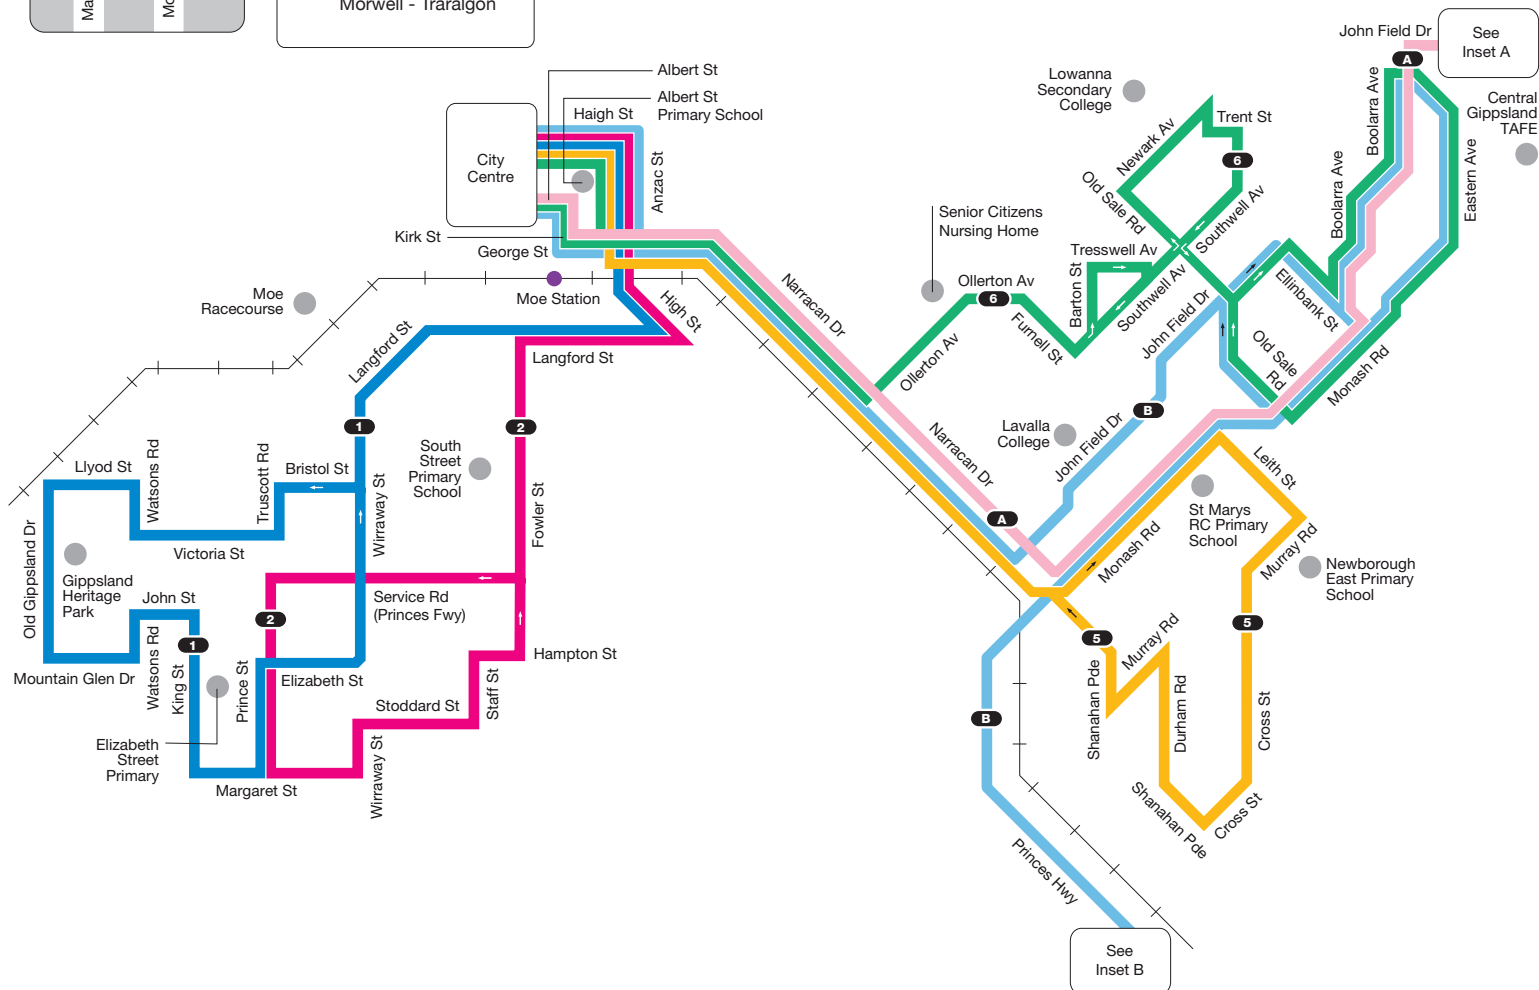 Ma
Mo
Morwell - Traralgon
Albert St
Albert St
Primary School
Haigh St
City
Centre
Anzac St
Kirk St
George St
Moe Station
Moe
Racecourse
High St
Langford St
Langford St
1
2
South
Street
Primary
School
Fowler St
Llyod St
Watsons Rd
Truscott Rd
Bristol St
Wirraway St
Victoria St
Old Gippsland Dr
Gippsland
Heritage
Park
John St
Service Rd
(Princes Fwy)
2
1
Mountain Glen Dr
Watsons Rd
King St
Prince St
Elizabeth St
Hampton St
Staff St
Stoddard St
Elizabeth
Street
Primary
Margaret St
Wirraway St
John Field Dr
See
Inset A
A
Lowanna
Secondary
College
Central
Gippsland
TAFE
Boolarra Ave
Trent St
Newark Av
6
Eastern Ave
Boolarra Ave
Old Sale Rd
Southwell Av
Senior Citizens
Nursing Home
Tresswell Av
Barton St
Southwell Av
Ollerton Av
6
Furnell St
Ellinbank St
Narracan Dr
John Field Dr
Ollerton Av
Old Sale
Rd
Monash Rd
B
Lavalla
College
John Field Dr
Narracan Dr
Leith St
St Marys
RC Primary
School
A
Monash Rd
Murray Rd
Newborough
East Primary
School
5
Murray Rd
5
Shanahan Pde
Durham Rd
Cross St
B
Shanahan Pde
Cross St
Princes Hwy
See
Inset B